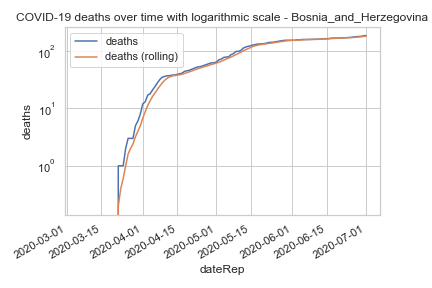 COVID-19 deaths over time with logarithmic scale - Bosnia_and_Herzegovina
deaths
deaths (rolling)
10²
10¹
10⁰
deaths
2020-03-01
2020-03-15
2020-04-01
2020-04-15
2020-05-01
2020-05-15
2020-06-01
2020-06-15
2020-07-01
dateRep